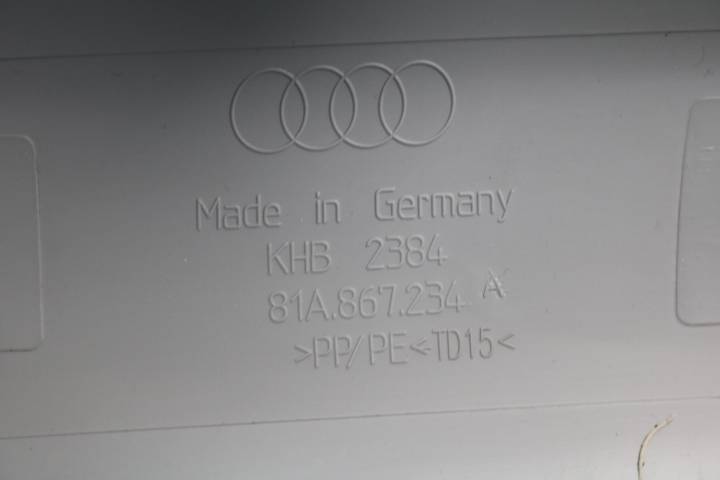 Made in Germany
KHB 2384
81A.867.234 A
>PP/PE<-TD15<